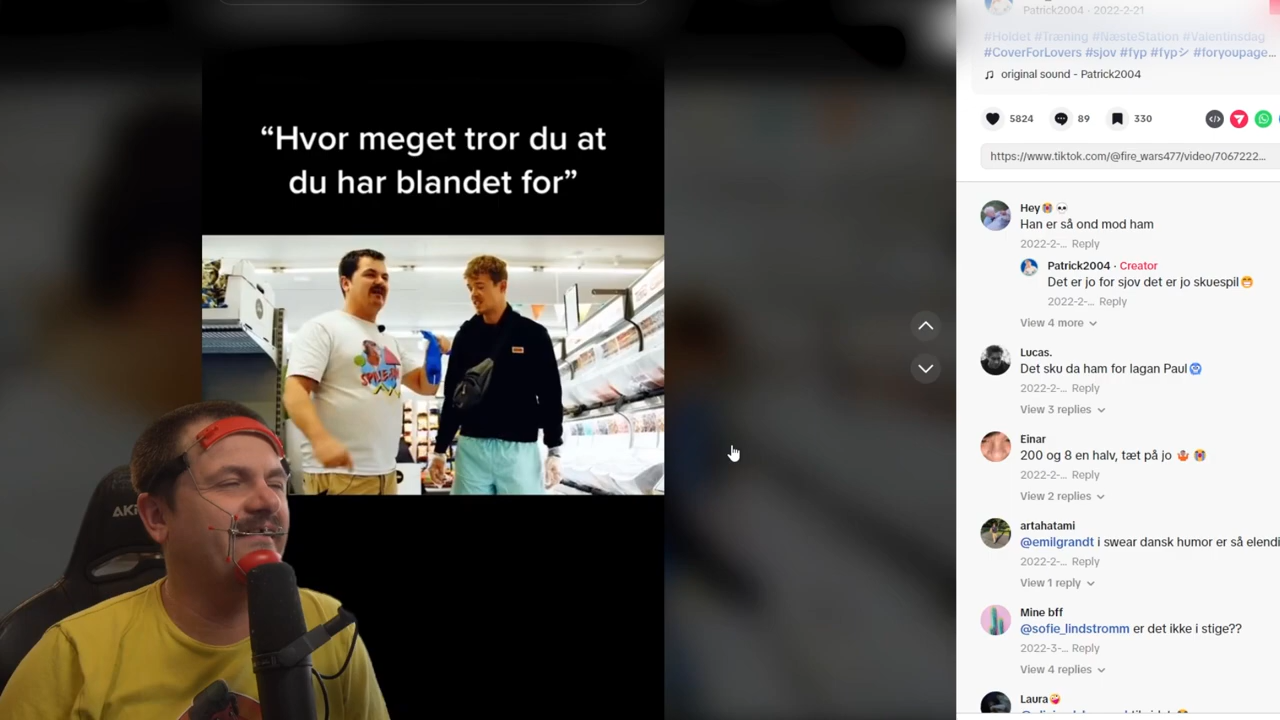 “Hvor meget tror du at
du har blandet for”
AK
Patrick2004 · 2022-2-21
#Holdet #Træning #NæsteStation #Valentinsdag
#CoverForLovers #sjov #fyp #fypシ #foryoupage...
original sound - Patrick2004
5824
89
330
https://www.tiktok.com/@fire_wars477/video/7067222...
Hey
Han er så ond mod ham
2022-2-... Reply
Patrick2004 · Creator
Det er jo for sjov det er jo skuespil
2022-2-... Reply
View 4 more
Lucas.
Det sku da ham for lagan Paul
2022-2-... Reply
View 3 replies
Einar
200 og 8 en halv, tæt på jo
2022-2-... Reply
View 2 replies
artahatami
@emilgrandt i swear dansk humor er så elendi
2022-2-... Reply
View 1 reply
Mine bff
@sofie_lindstromm er det ikke i stige??
2022-3-... Reply
View 4 replies
Laura